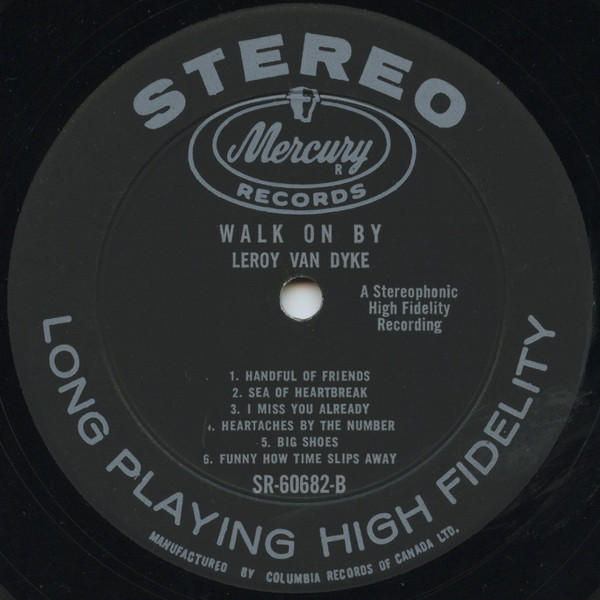 STEREO
Mercury
R
RECORDS
WALK ON BY
LEROY VAN DYKE
A Stereophonic
High Fidelity
Recording
1. HANDFUL OF FRIENDS
2. SEA OF HEARTBREAK
3. I MISS YOU ALREADY
4. HEARTACHES BY THE NUMBER
5. BIG SHOES
6. FUNNY HOW TIME SLIPS AWAY
SR-60682-B
LONG PLAYING HIGH FIDELITY
MANUFACTURED BY COLUMBIA RECORDS OF CANADA LTD.